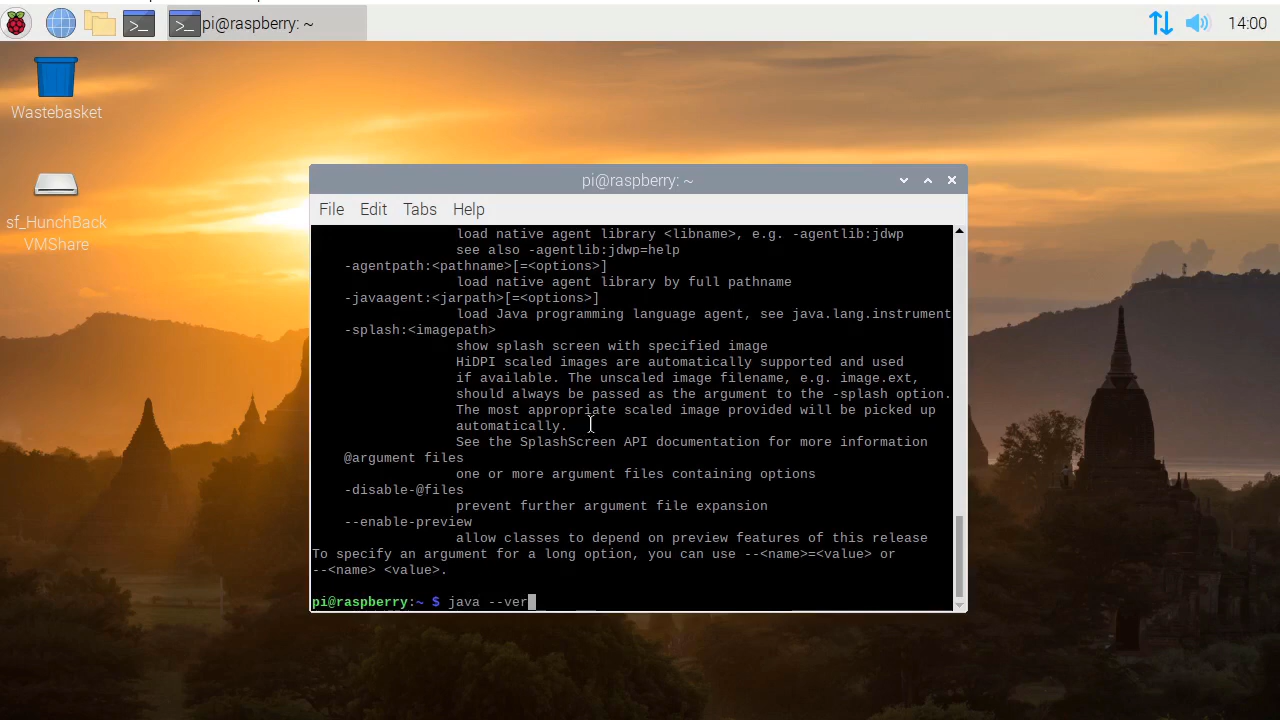 pi@raspberry: ~
14:00
Wastebasket
sf_HunchBack
VMShare
pi@raspberry: ~
File Edit Tabs Help
load native agent library <libname>, e.g. -agentlib:jdwp
see also -agentlib:jdwp=help
-agentpath:<pathname>[=<options>]
load native agent library by full pathname
-javaagent:<jarpath>[=<options>]
load Java programming language agent, see java.lang.instrument
-splash:<imagepath>
show splash screen with specified image
HiDPI scaled images are automatically supported and used
if available. The unscaled image filename, e.g. image.ext,
should always be passed as the argument to the -splash option.
The most appropriate scaled image provided will be picked up
automatically.
See the SplashScreen API documentation for more information
@argument files
one or more argument files containing options
-disable-@files
prevent further argument file expansion
--enable-preview
allow classes to depend on preview features of this release
To specify an argument for a long option, you can use --<name>=<value> or
--<name> <value>.
pi@raspberry:~ $ java --ver